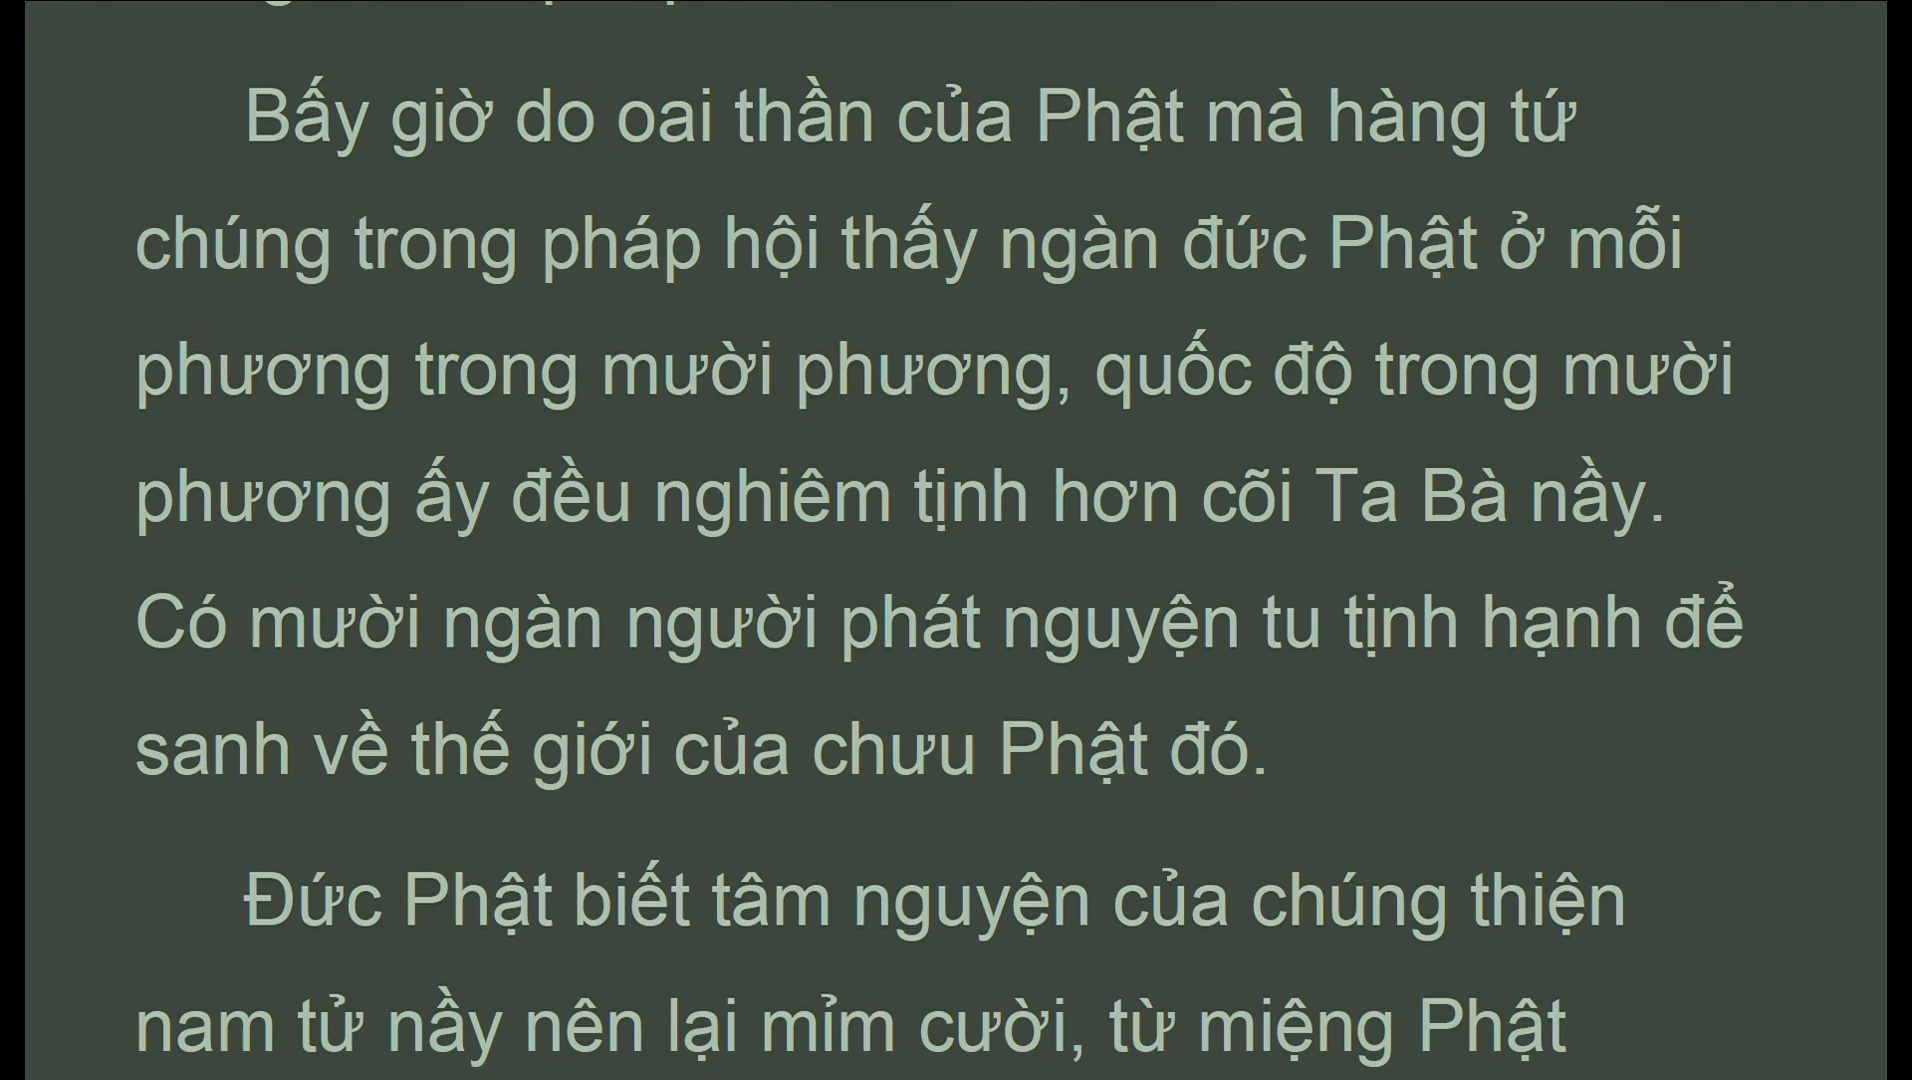 Bấy giờ do oai thần của Phật mà hàng tứ
chúng trong pháp hội thấy ngàn đức Phật ở mỗi
phương trong mười phương, quốc độ trong mười
phương ấy đều nghiêm tịnh hơn cõi Ta Bà nầy.
Có mười ngàn người phát nguyện tu tịnh hạnh để
sanh về thế giới của chưu Phật đó.
Đức Phật biết tâm nguyện của chúng thiện
nam tử nầy nên lại mỉm cười, từ miệng Phật